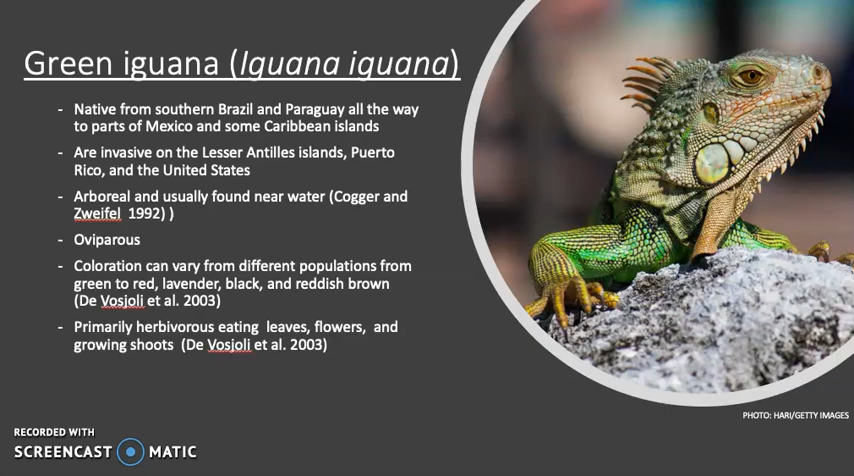 Green iguana (Iguana iguana)
- Native from southern Brazil and Paraguay all the way
to parts of Mexico and some Caribbean islands
- Are invasive on the Lesser Antilles islands, Puerto
Rico, and the United States
- Arboreal and usually found near water (Cogger and
Zweifel  1992) )
- Oviparous
- Coloration can vary from different populations from
green to red, lavender, black, and reddish brown
(De Vosjoli et al. 2003)
- Primarily herbivorous eating  leaves, flowers,  and
growing shoots  (De Vosjoli et al. 2003)
PHOTO: HARI/GETTY IMAGES
RECORDED WITH
SCREENCAST MATIC